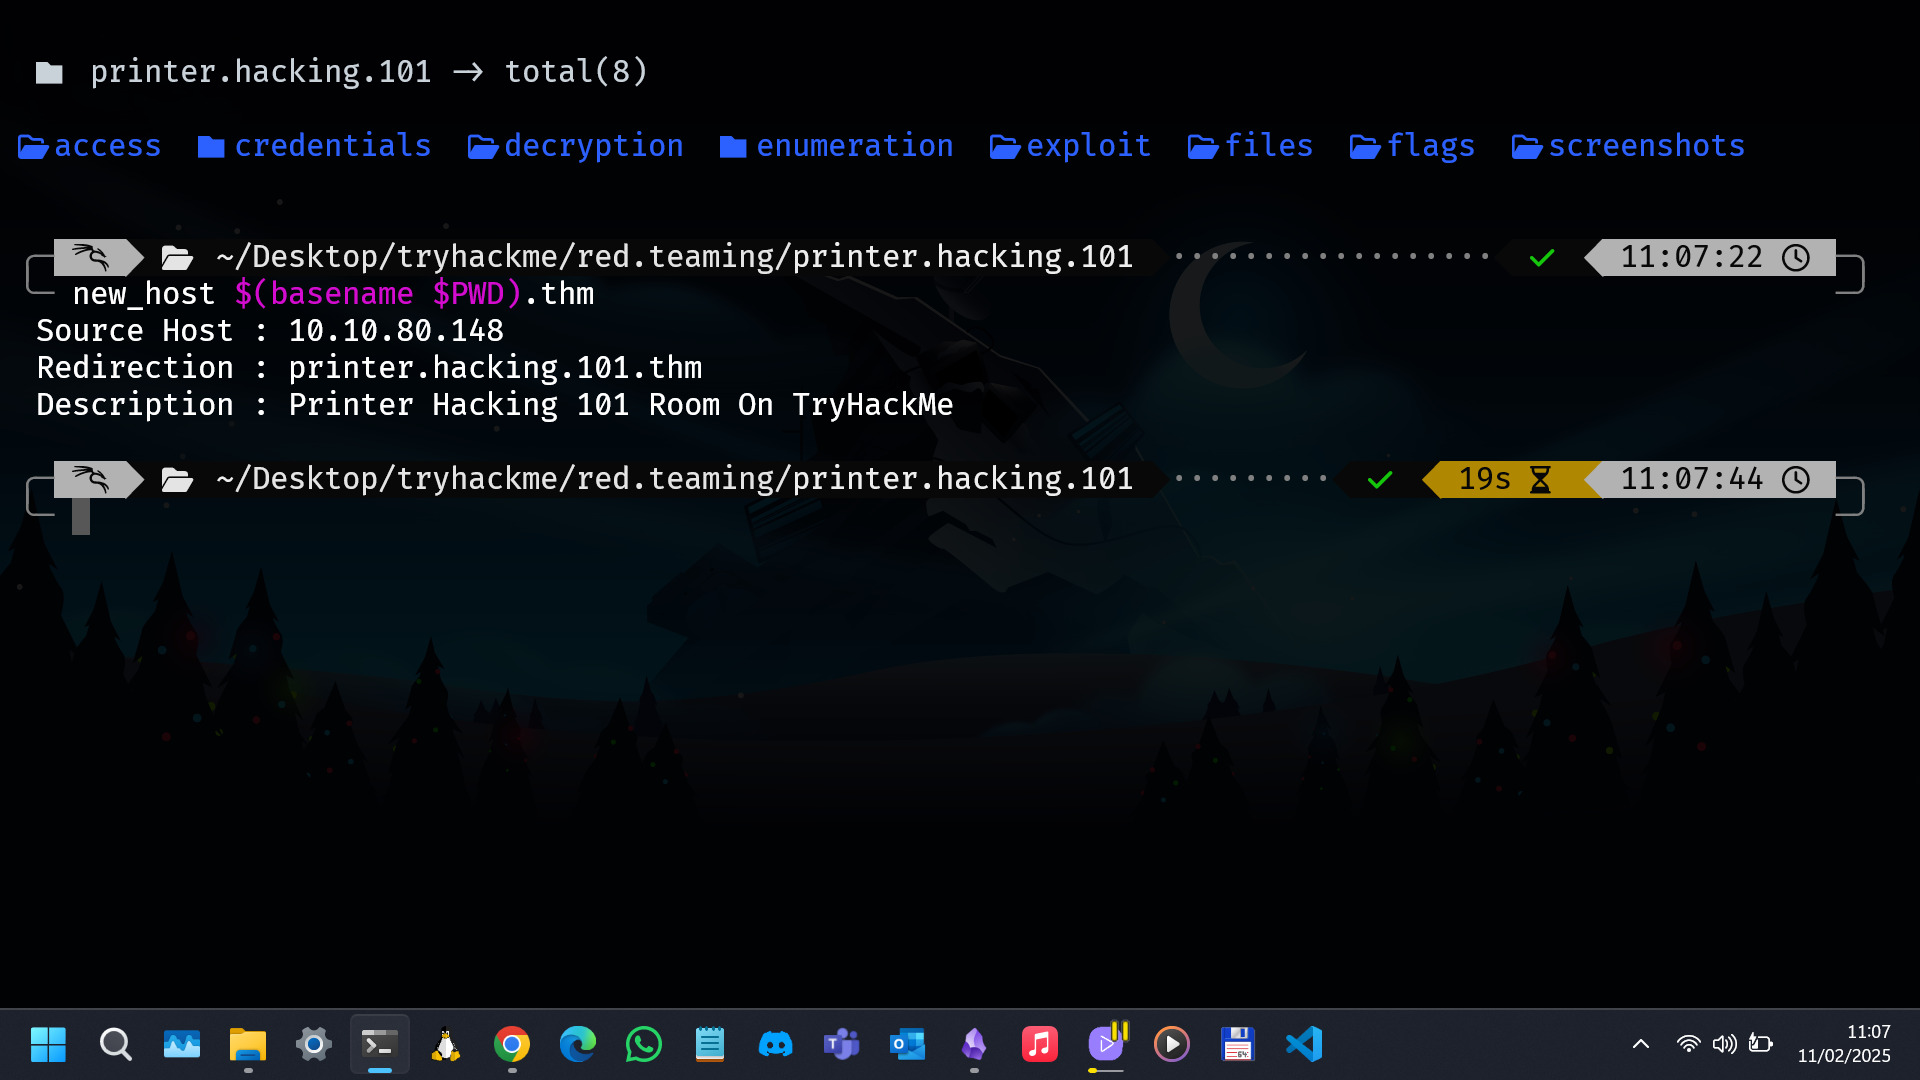 printer.hacking.101 → total(8)
access credentials decryption enumeration exploit files flags screenshots
~/Desktop/tryhackme/red.teaming/printer.hacking.101 11:07:22
new_host $(basename $PWD).thm
Source Host : 10.10.80.148
Redirection : printer.hacking.101.thm
Description : Printer Hacking 101 Room On TryHackMe
~/Desktop/tryhackme/red.teaming/printer.hacking.101 19s 11:07:44
11:07
11/02/2025